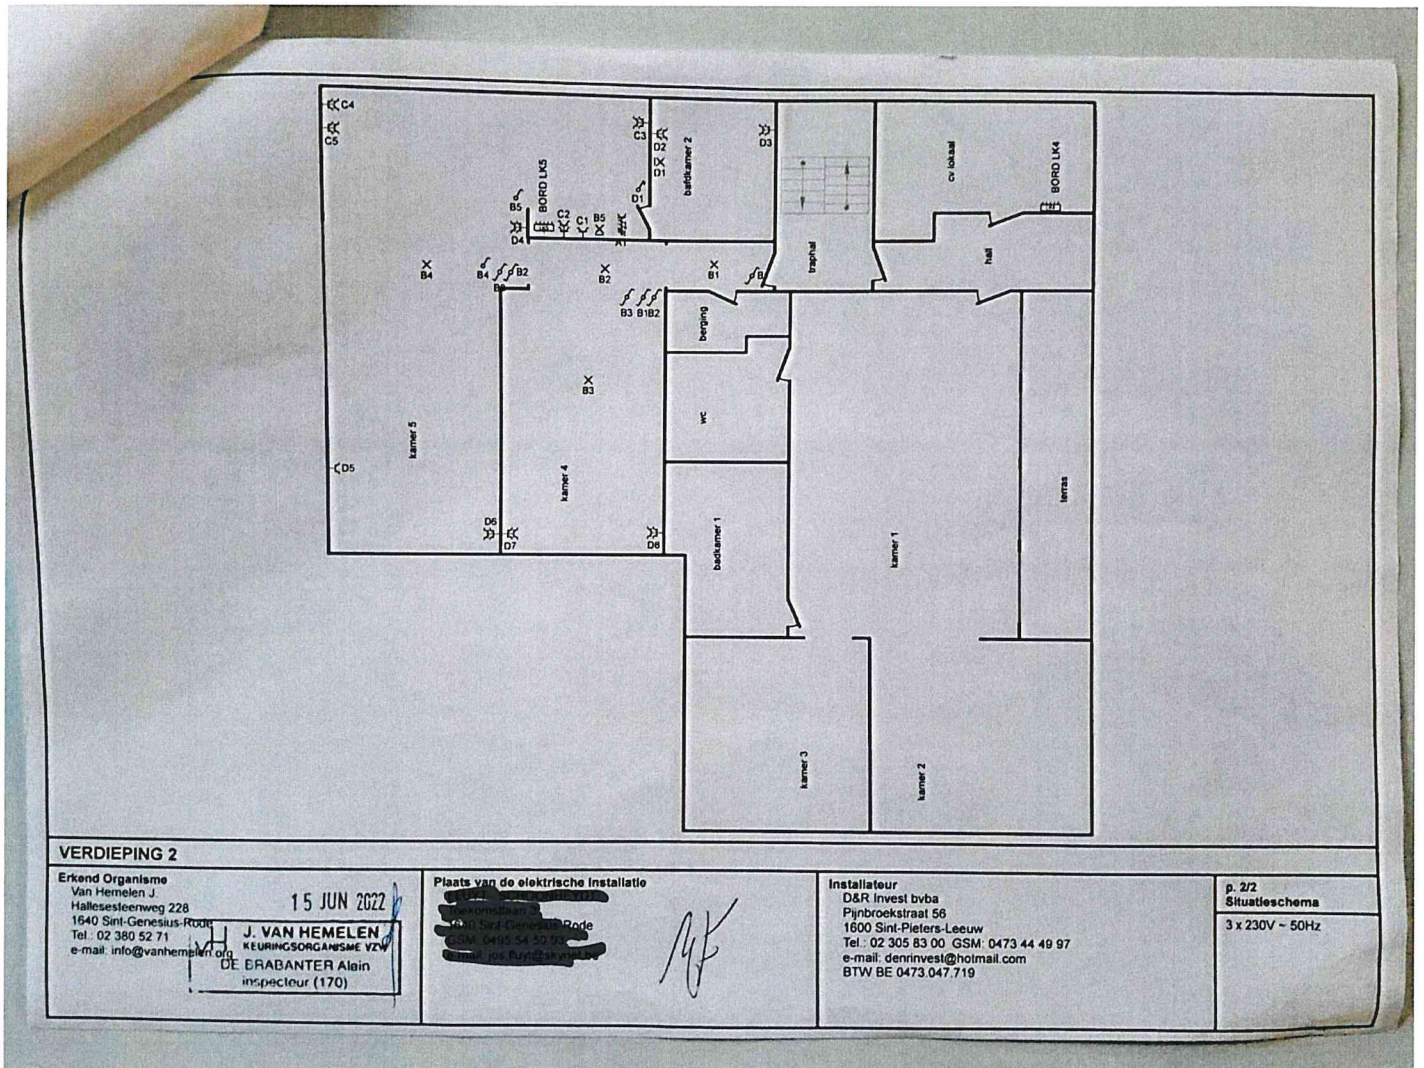 C4
C5
C3
D2
D1
badkamer 2
D3
cv lokaal
BORD LK4
BORD LK5
B5
D4
C2
C1
B5
D1
traphal
hall
B4
B4
B2
B2
B1
B3
B1
B2
berging
B3
wc
kamer 5
D5
kamer 4
D6
D7
D8
badkamer 1
kamer 1
terras
kamer 3
kamer 2
VERDIEPING 2
Erkend Organisme
Van Hemelen J.
Hallesesteenweg 228
1640 Sint-Genesius-Rode
Tel.: 02 380 52 71
e-mail: info@vanhemelen.org
15 JUN 2022
J. VAN HEMELEN
KEURINGSORGANISME VZW
DE BRABANTER Alain
inspecteur (170)
Plaats van de elektrische installatie
Installateur
D&R Invest bvba
Pijnbroekstraat 56
1600 Sint-Pieters-Leeuw
Tel.: 02 305 83 00 GSM: 0473 44 49 97
e-mail: denrinvest@hotmail.com
BTW BE 0473.047.719
p. 2/2
Situatieschema
3 x 230V ~ 50Hz